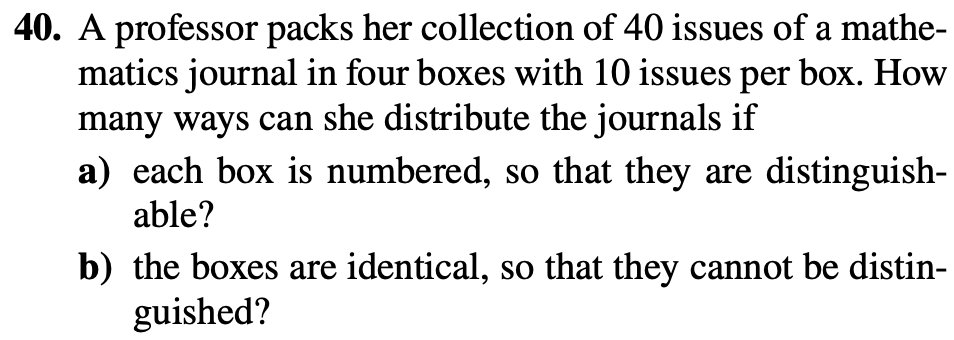 40. A professor packs her collection of 40 issues of a mathe-
matics journal in four boxes with 10 issues per box. How
many ways can she distribute the journals if
a) each box is numbered, so that they are distinguish-
able?
b) the boxes are identical, so that they cannot be distin-
guished?